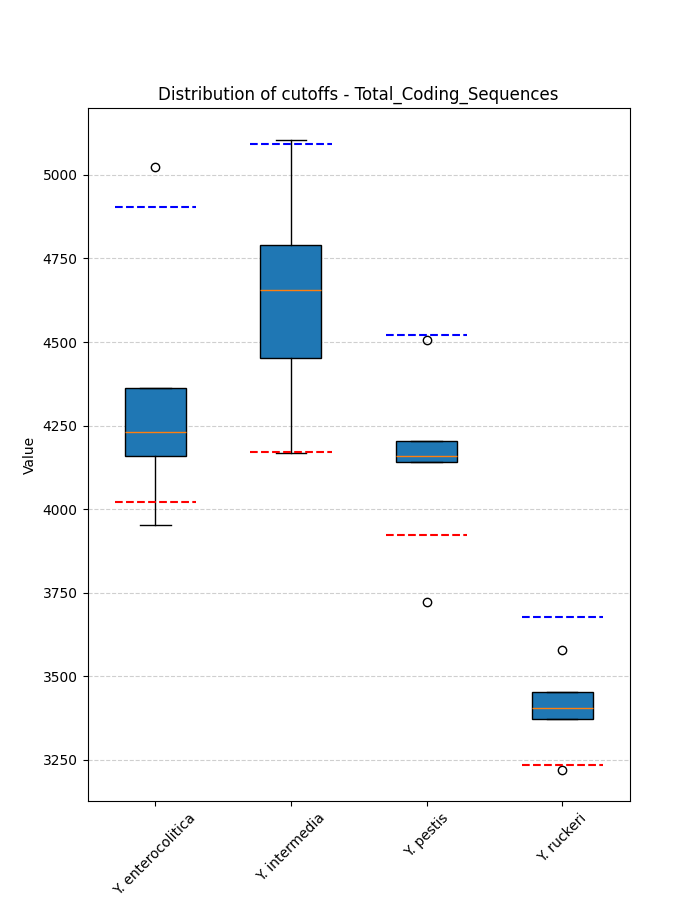 Distribution of cutoffs - Total_Coding_Sequences
Value
5000
4750
4500
4250
4000
3750
3500
3250
Y. enterocolitica
Y. intermedia
Y. pestis
Y. ruckeri